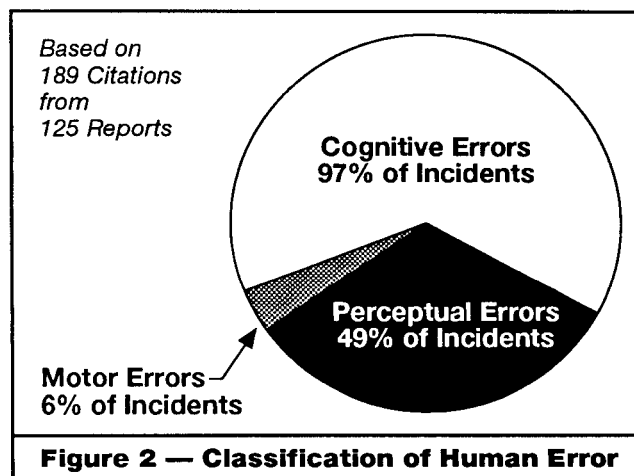 Based on
189 Citations
from
125 Reports
Cognitive Errors
97% of Incidents
Perceptual Errors
49% of Incidents
Motor Errors
6% of Incidents
Figure 2 — Classification of Human Error